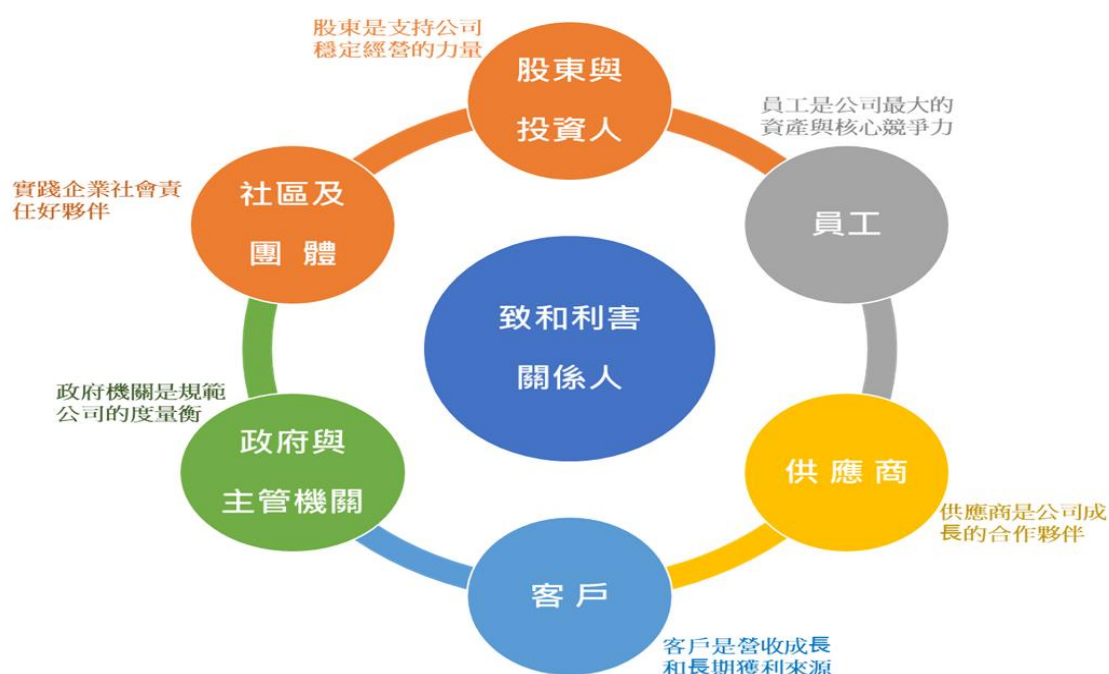 股東是支持公司
穩定經營的力量
股東與
投資人
員工是公司最大的
資產與核心競爭力
員工
實踐企業社會責
任好夥伴
社區及
團 體
致和利害
關係人
政府機關是規範
公司的度量衡
政府與
主管機關
供 應 商
供應商是公司成
長的合作夥伴
客 戶
客戶是營收成長
和長期獲利來源